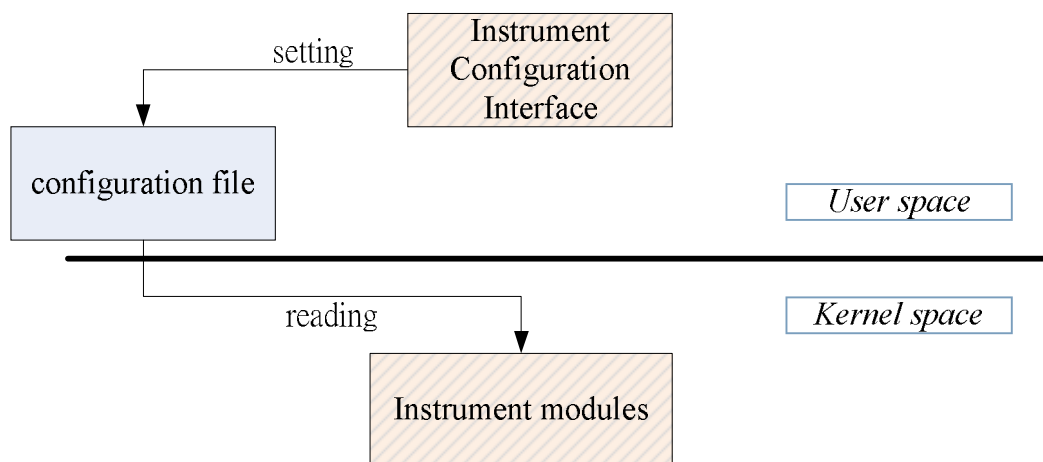 setting
Instrument
Configuration
Interface
configuration file
User space
Kernel space
reading
Instrument modules